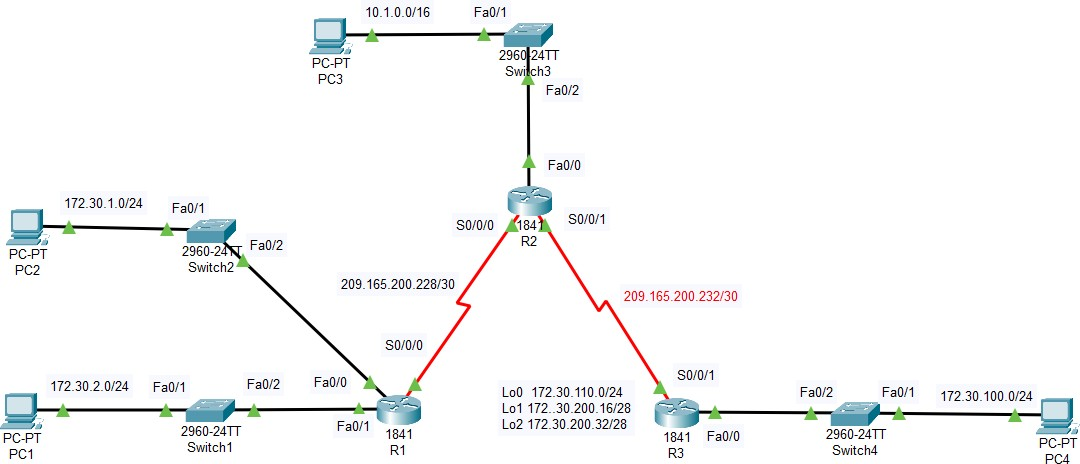 10.1.0.0/16
Fa0/1
PC-PT
PC3
2960-24TT
Switch3
Fa0/2
Fa0/0
172.30.1.0/24
Fa0/1
S0/0/0
1841
R2
S0/0/1
PC-PT
PC2
2960-24TT
Switch2
Fa0/2
209.165.200.228/30
209.165.200.232/30
S0/0/0
172.30.2.0/24
Fa0/1
Fa0/2
Fa0/0
S0/0/1
Lo0 172.30.110.0/24
Lo1 172..30.200.16/28
Lo2 172.30.200.32/28
Fa0/2
Fa0/1
172.30.100.0/24
PC-PT
PC1
2960-24TT
Switch1
Fa0/1
1841
R1
1841
R3
Fa0/0
2960-24TT
Switch4
PC-PT
PC4